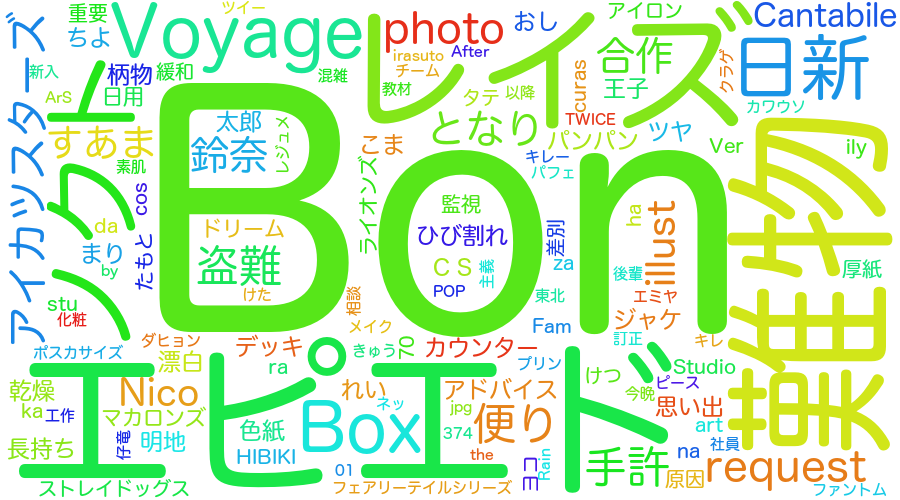 重要
ちよ
新入
ArS
柄物
緩和
日用
Voyage
ツイー
混雑
photo
irasuto
After
チーム
教材
おし
レイズ
タテ
以降
curas
アイロン
合作
王子
TWICE
クラゲ
Cantabile
日新
カワウソ
アイカツスターズ
すあま
素肌
太郎
鈴奈
レジュメ
こま
となり
パンパン
ツヤ
Ver
ily
キレー
パフェ
Bon
ライオンズ
ドリーム
盗難
けた
監視
ひび割れ
CS
主義
POP
差別
za
東北
ha
illust
後輩
エミヤ
ジャケ
訂正
キレ
厚紙
難物
cos
da
まり
by
たもと
stu
化粧
ダヒョン
ポスカサイズ
漂白
デッキ
ra
相談
メイク
きゅう
70
カウンター
Fam
プリン
けつ
Studio
今晩
ピース
思い出
art
社員
エピエド
乾燥
ka
工作
Nico
マカロンズ
仔竜
明地
長持ち
ストレイドッグス
色紙
HIBIKI
Box
れい
ネッ
01
フェアリーテイルシリーズ
アドバイス
jpg
便り
374
the
ヨコ
Rain
手許
na
原因
request
ファントム